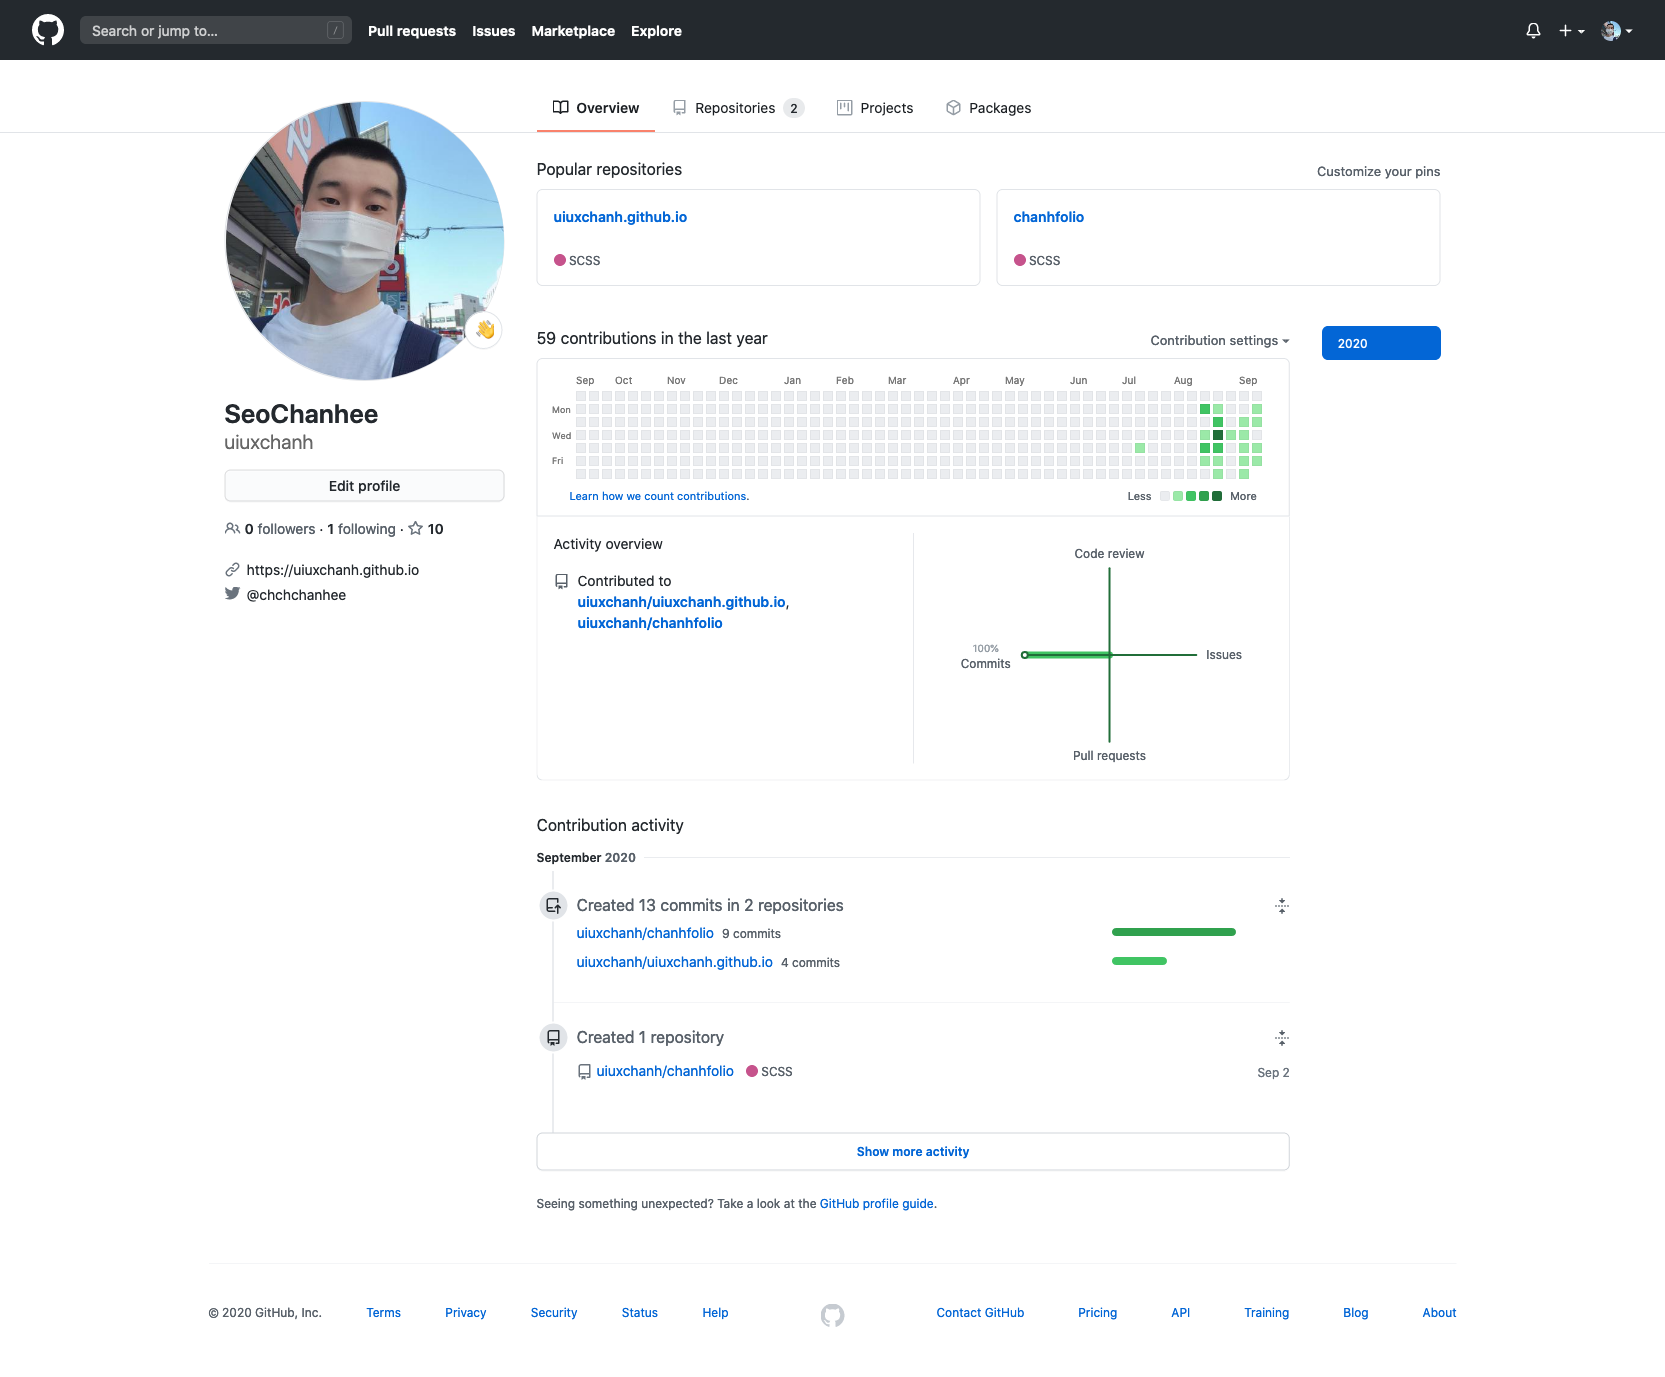 Search or jump to...
/
Pull requests Issues Marketplace Explore
Overview Repositories 2 Projects Packages
SeoChanhee
uiuxchanh
Edit profile
0 followers · 1 following · 10
https://uiuxchanh.github.io
@chchchanhee
Popular repositories
Customize your pins
uiuxchanh.github.io
SCSS
chanhfolio
SCSS
59 contributions in the last year
Contribution settings
2020
Sep Oct Nov Dec Jan Feb Mar Apr May Jun Jul Aug Sep
Mon
Wed
Fri
Learn how we count contributions.
Less More
Activity overview
Contributed to
uiuxchanh/uiuxchanh.github.io,
uiuxchanh/chanhfolio
Code review
100%
Commits
Issues
Pull requests
Contribution activity
September 2020
Created 13 commits in 2 repositories
uiuxchanh/chanhfolio 9 commits
uiuxchanh/uiuxchanh.github.io 4 commits
Created 1 repository
uiuxchanh/chanhfolio SCSS Sep 2
Show more activity
Seeing something unexpected? Take a look at the GitHub profile guide.
© 2020 GitHub, Inc. Terms Privacy Security Status Help Contact GitHub Pricing API Training Blog About